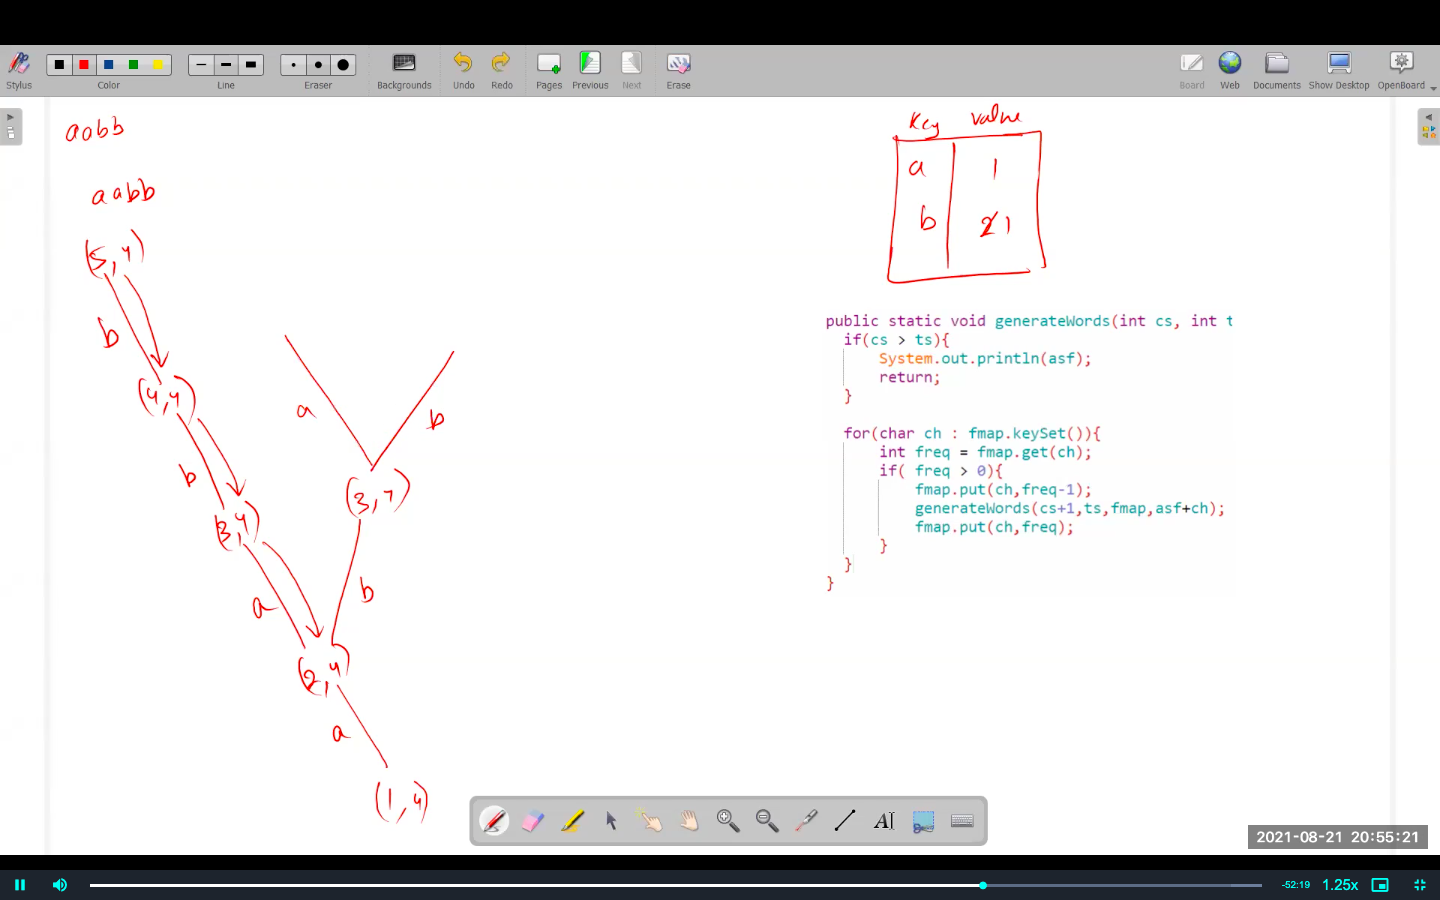 Stylus
Color
Line
Eraser
Backgrounds
Undo
Redo
Pages
Previous
Next
Erase
Board
Web
Documents
Show Desktop
OpenBoard
aabb
aabb
(5,4)
b
(4,4)
b
(3,4)
a
(2,4)
a
(1,4)
a
b
(3,4)
b
Key value
a 1
b 2 1
public static void generateWords(int cs, int t
if(cs > ts){
System.out.println(asf);
return;
}
for(char ch : fmap.keySet()){
int freq = fmap.get(ch);
if( freq > 0){
fmap.put(ch,freq-1);
generateWords(cs+1,ts,fmap,asf+ch);
fmap.put(ch,freq);
}
}
}
2021-08-21 20:55:21
-52:19
1.25x